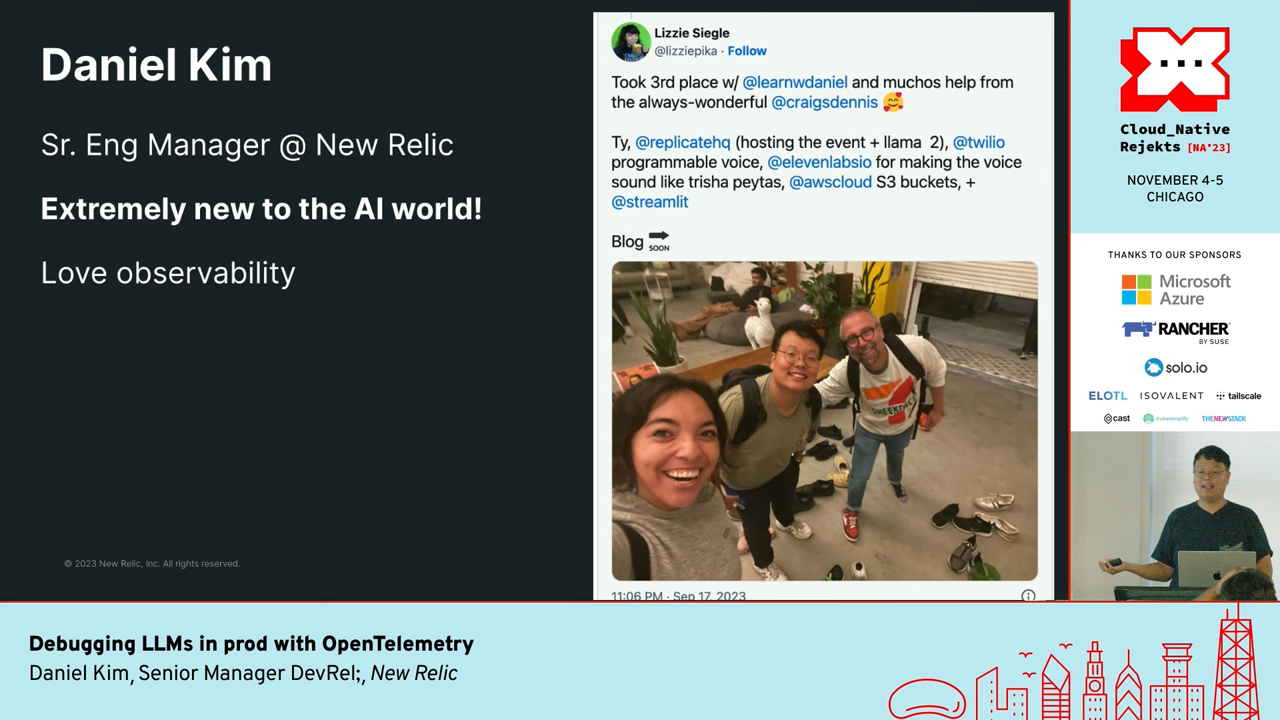 Daniel Kim
Sr. Eng Manager @ New Relic
Extremely new to the AI world!
Love observability
© 2023 New Relic, Inc. All rights reserved.
Lizzie Siegle
@lizziepika · Follow
Took 3rd place w/ @learnwdaniel and muchos help from
the always-wonderful @craigsdennis 🥰
Ty, @replicatehq (hosting the event + llama 2), @twilio
programmable voice, @elevenlabsio for making the voice
sound like trisha peytas, @awscloud S3 buckets, +
@streamlit
Blog 🔜
11:06 PM · Sep 17, 2023
Cloud_Native
Rejekts [NA'23]
NOVEMBER 4-5
CHICAGO
THANKS TO OUR SPONSORS
Microsoft
Azure
RANCHER
BY SUSE
solo.io
ELOTL ISOVALENT tailscale
cast kubesimplify THENEWSTACK
Debugging LLMs in prod with OpenTelemetry
Daniel Kim, Senior Manager DevRel;, New Relic